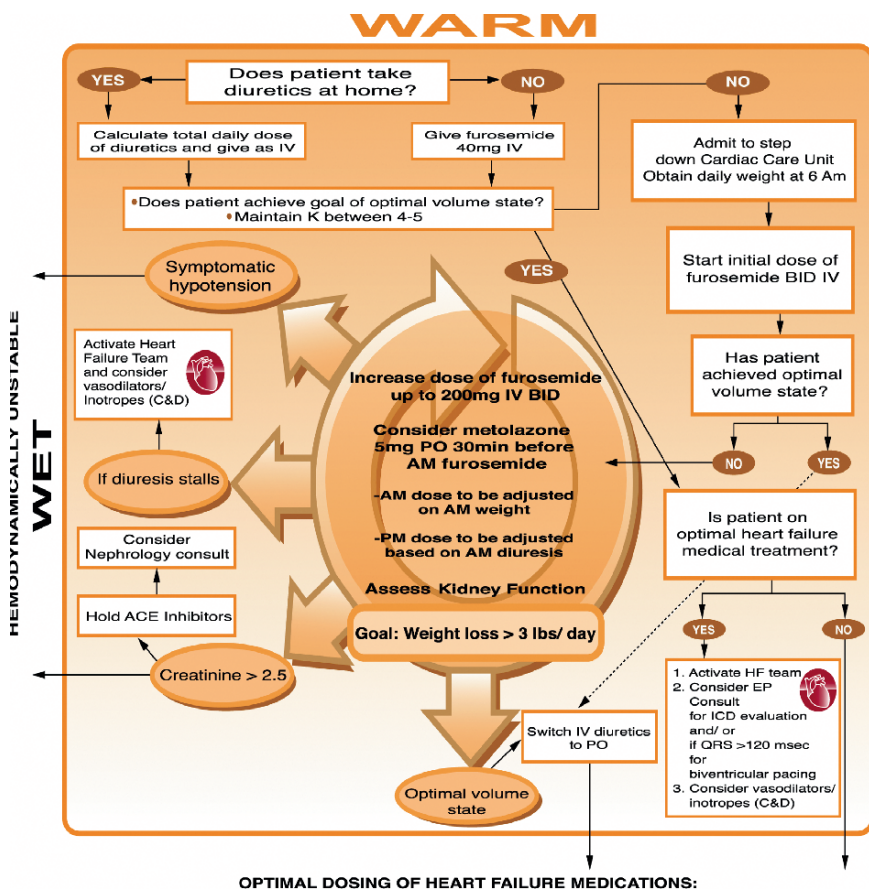 WARM
YES
Does patient take
diuretics at home?
NO
NO
Calculate total daily dose
of diuretics and give as IV
Give furosemide
40mg IV
Admit to step
down Cardiac Care Unit
Obtain daily weight at 6 Am
•Does patient achieve goal of optimal volume state?
•Maintain K between 4-5
YES
Start initial dose of
furosemide BID IV
Symptomatic
hypotension
HEMODYNAMICALLY UNSTABLE
WET
Activate Heart
Failure Team
and consider
vasodilators/
Inotropes (C&D)
Has patient
achieved optimal
volume state?
NO
YES
Increase dose of furosemide
up to 200mg IV BID
Consider metolazone
5mg PO 30min before
AM furosemide
-AM dose to be adjusted
on AM weight
-PM dose to be adjusted
based on AM diuresis
Assess Kidney Function
Goal: Weight loss > 3 lbs/ day
If diuresis stalls
Consider
Nephrology consult
Hold ACE Inhibitors
Creatinine > 2.5
Is patient on
optimal heart failure
medical treatment?
YES
NO
1. Activate HF team
2. Consider EP
Consult
for ICD evaluation
and/ or
if QRS >120 msec
for
biventricular pacing
3. Consider vasodilators/
inotropes (C&D)
Switch IV diuretics
to PO
Optimal volume
state
OPTIMAL DOSING OF HEART FAILURE MEDICATIONS: